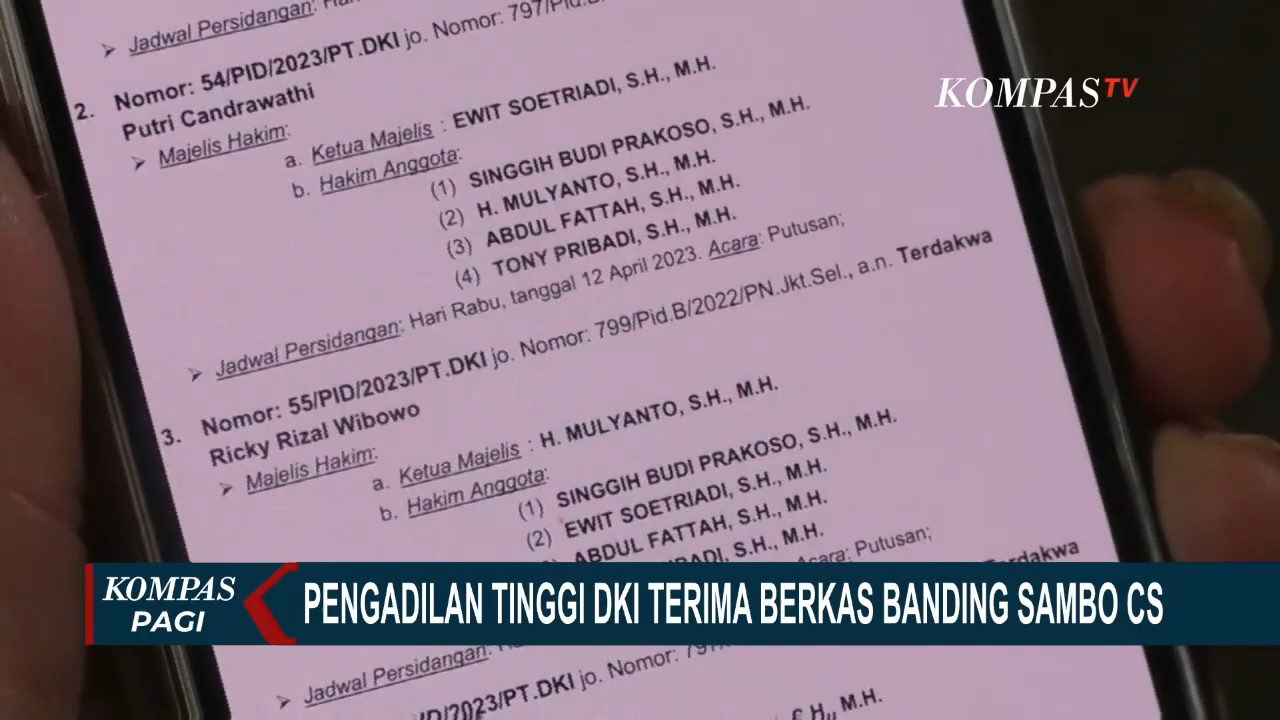 ➢ Jadwal Persidangan:
2. Nomor: 54/PID/2023/PT.DKI jo. Nomor: 797/Pid.B
Putri Candrawathi
➢ Majelis Hakim:
a. Ketua Majelis : EWIT SOETRIADI, S.H., M.H.
b. Hakim Anggota:
(1) SINGGIH BUDI PRAKOSO, S.H., M.H.
(2) H. MULYANTO, S.H., M.H.
(3) ABDUL FATTAH, S.H., M.H.
(4) TONY PRIBADI, S.H., M.H.
➢ Jadwal Persidangan: Hari Rabu, tanggal 12 April 2023. Acara: Putusan;
3. Nomor: 55/PID/2023/PT.DKI jo. Nomor: 799/Pid.B/2022/PN.Jkt.Sel., a.n. Terdakwa
Ricky Rizal Wibowo
➢ Majelis Hakim:
a. Ketua Majelis : H. MULYANTO, S.H., M.H.
b. Hakim Anggota:
(1) SINGGIH BUDI PRAKOSO, S.H., M.H.
(2) EWIT SOETRIADI, S.H., M.H.
ABDUL FATTAH, S.H., M.H.
S.H., M.H.
Acara: Putusan;
Terdakwa
➢ Jadwal Persidangan:
/2023/PT.DKI jo. Nomor:
M.H.
KOMPAS TV
KOMPAS PAGI
PENGADILAN TINGGI DKI TERIMA BERKAS BANDING SAMBO CS